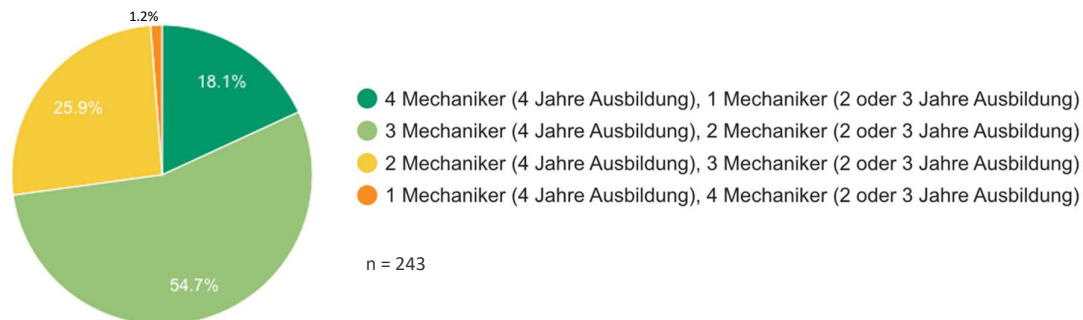 1.2%
18.1%
25.9%
54.7%
4 Mechaniker (4 Jahre Ausbildung), 1 Mechaniker (2 oder 3 Jahre Ausbildung)
3 Mechaniker (4 Jahre Ausbildung), 2 Mechaniker (2 oder 3 Jahre Ausbildung)
2 Mechaniker (4 Jahre Ausbildung), 3 Mechaniker (2 oder 3 Jahre Ausbildung)
1 Mechaniker (4 Jahre Ausbildung), 4 Mechaniker (2 oder 3 Jahre Ausbildung)
n = 243